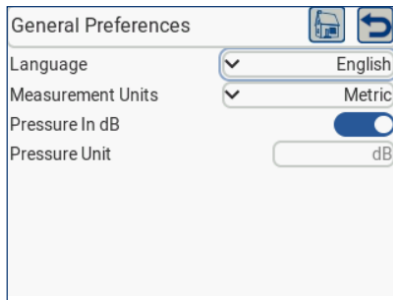 General Preferences
Language English
Measurement Units Metric
Pressure In dB
Pressure Unit dB